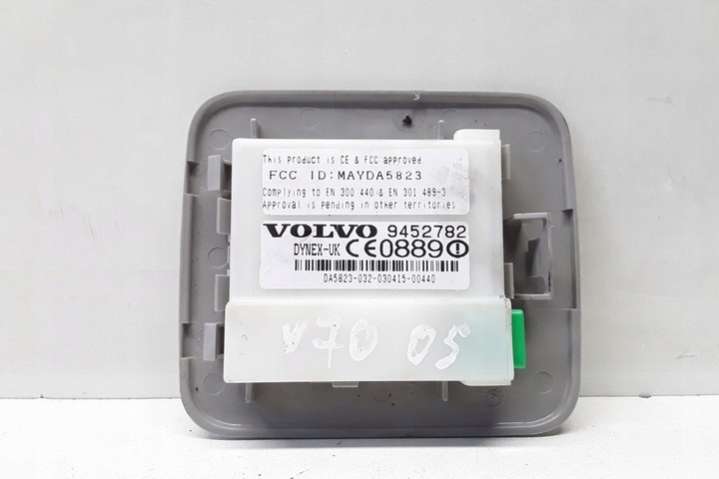 This product is CE & FCC approved
FCC ID:MAYDA5823
Complying to EN 300 440 & EN 301 489-3
Approval is pending in other territories
VOLVO 9452782
DYNEX-UK CE0889
DA5823-032-030415-00440
V70 05